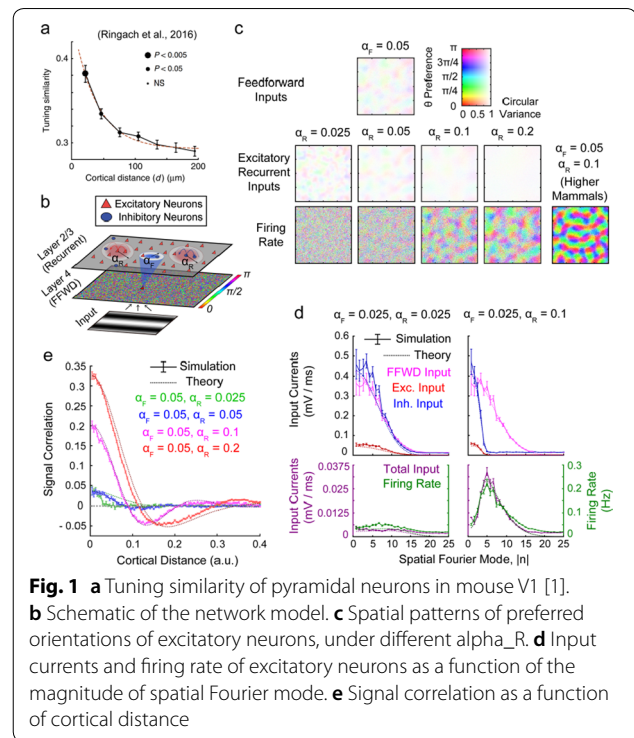 a
(Ringach et al., 2016)
P < 0.005
P < 0.05
NS
Tuning similarity
0.4
0.3
0
100
200
Cortical distance (d) (µm)
b
Excitatory Neurons
Inhibitory Neurons
Layer 2/3
(Recurrent)
αR
αF
αR
Layer 4
(FFWD)
π
π/2
0
Input
c
αF = 0.05
Feedforward
Inputs
θ Preference
π
3π/4
π/2
π/4
0
0 0.5 1
Circular
Variance
αR = 0.025
αR = 0.05
αR = 0.1
αR = 0.2
Excitatory
Recurrent
Inputs
αF = 0.05
αR = 0.1
(Higher
Mammals)
Firing
Rate
d
αF = 0.025, αR = 0.025
αF = 0.025, αR = 0.1
Simulation
Theory
FFWD Input
Exc. Input
Inh. Input
Input Currents
(mV / ms)
0.6
0.5
0.4
0.3
0.2
0.1
0
Total Input
Firing Rate
Input Currents
(mV / ms)
0.0375
0.025
0.0125
0
0 5 10 15 20 25
0 5 10 15 20 25
0.3
0.2
0.1
0
Firing Rate
(Hz)
Spatial Fourier Mode, |n|
e
Simulation
Theory
αF = 0.05, αR = 0.025
αF = 0.05, αR = 0.05
αF = 0.05, αR = 0.1
αF = 0.05, αR = 0.2
Signal Correlation
0.35
0.3
0.25
0.2
0.15
0.1
0.05
0
- 0.05
0 0.1 0.2 0.3 0.4
Cortical Distance (a.u.)
Fig. 1 a Tuning similarity of pyramidal neurons in mouse V1 [1].
b Schematic of the network model. c Spatial patterns of preferred
orientations of excitatory neurons, under different alpha_R. d Input
currents and firing rate of excitatory neurons as a function of the
magnitude of spatial Fourier mode. e Signal correlation as a function
of cortical distance